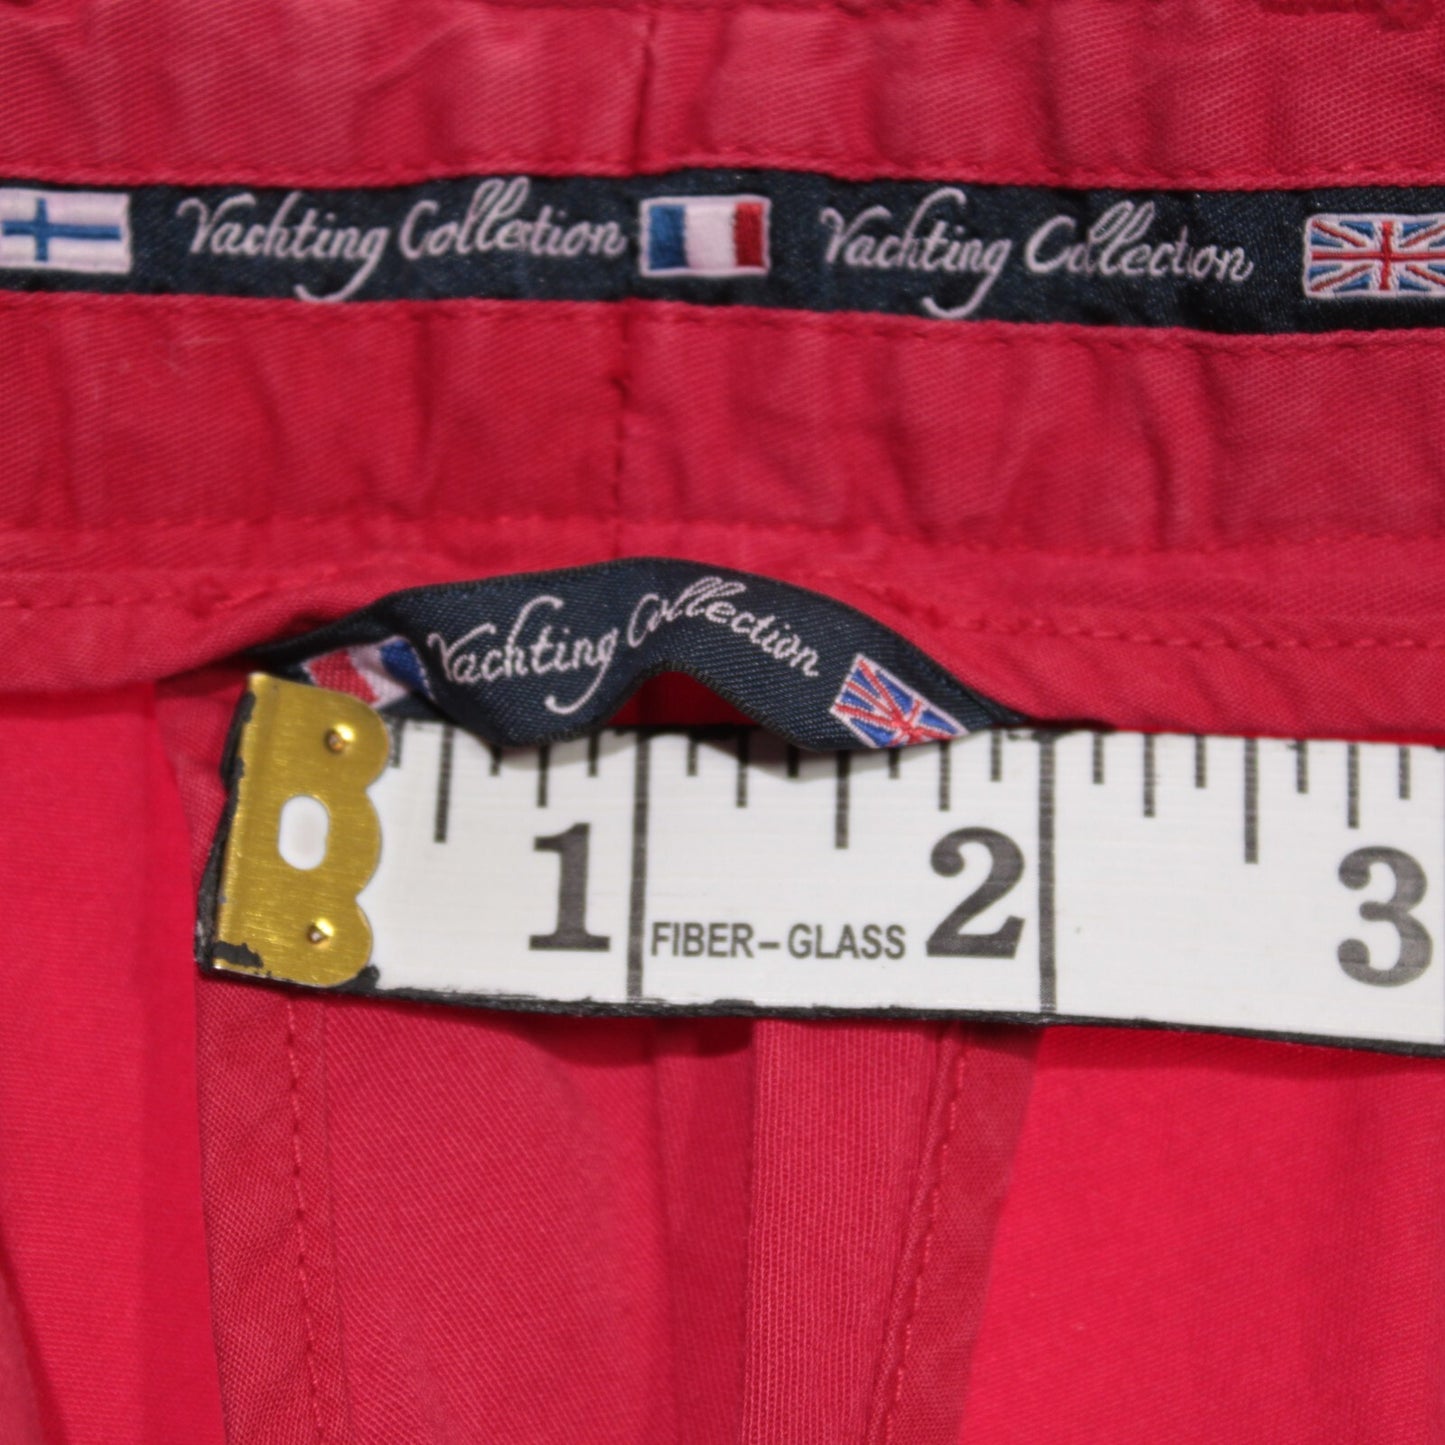 Yachting Collection Yachting Collection
Yachting Collection
1 2 3
FIBER-GLASS